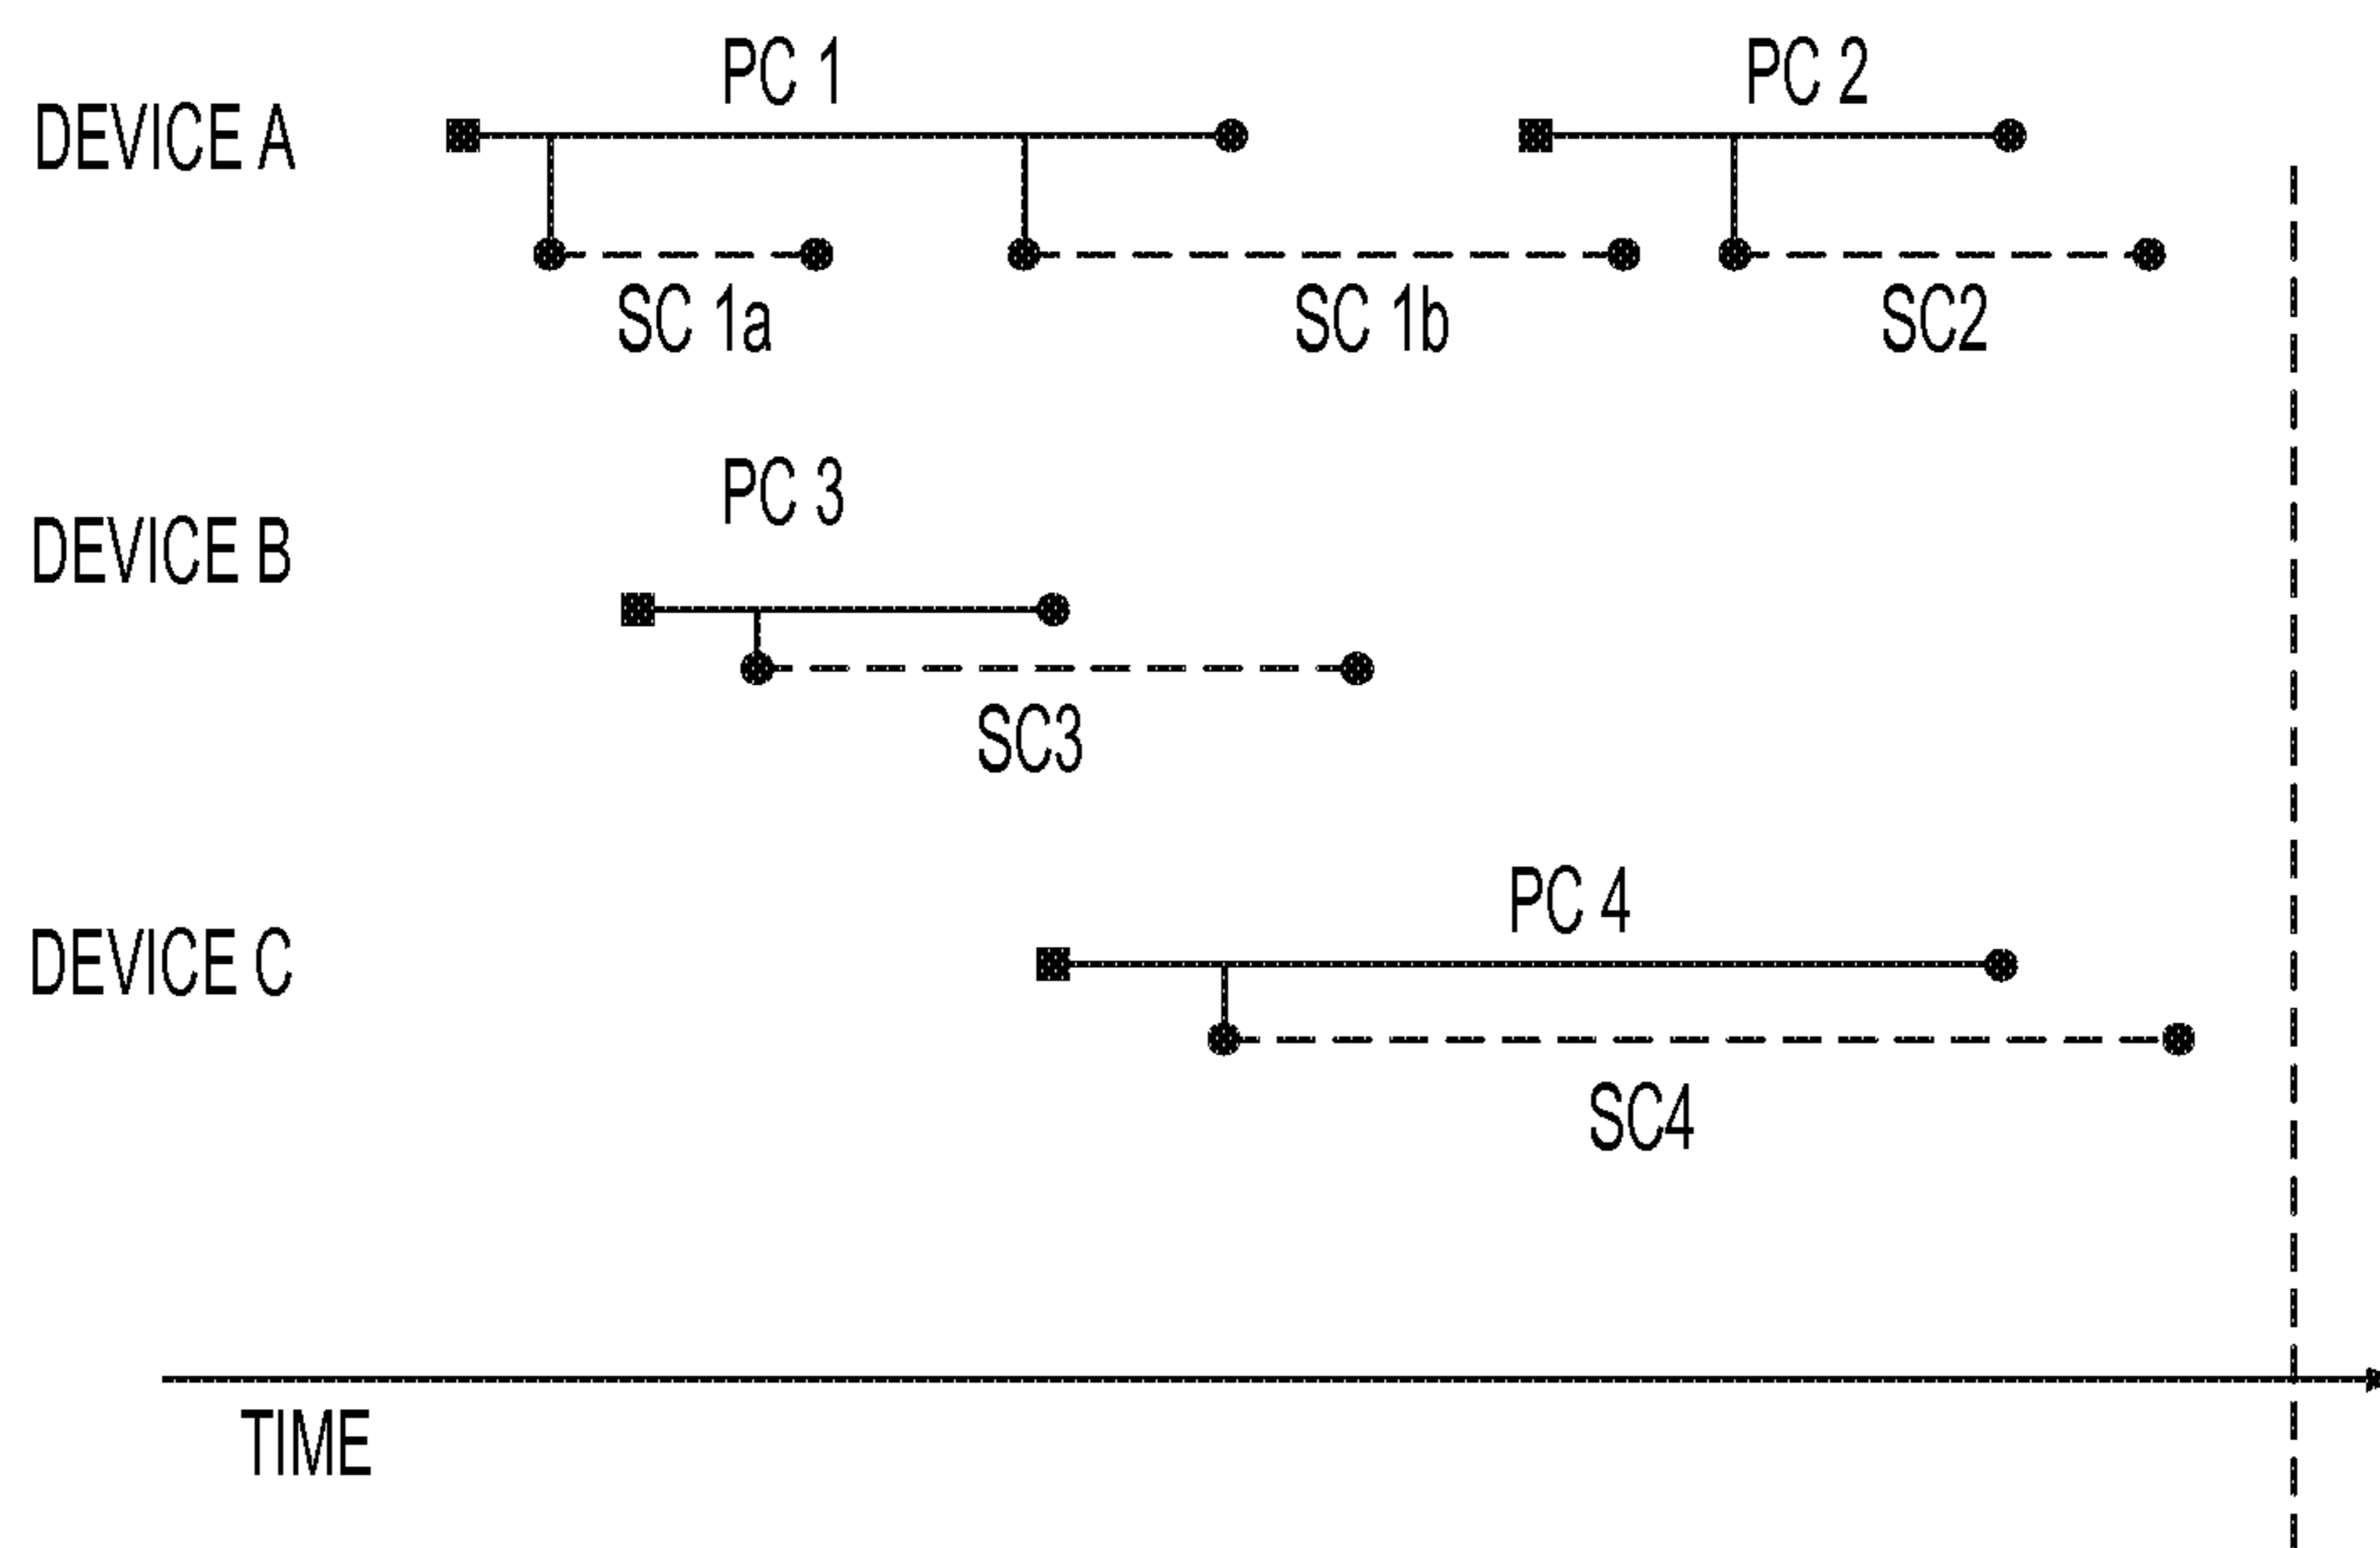 PC 1
PC 2
DEVICE A
SC 1a
SC 1b
SC2
PC 3
DEVICE B
SC3
PC 4
DEVICE C
SC4
TIME